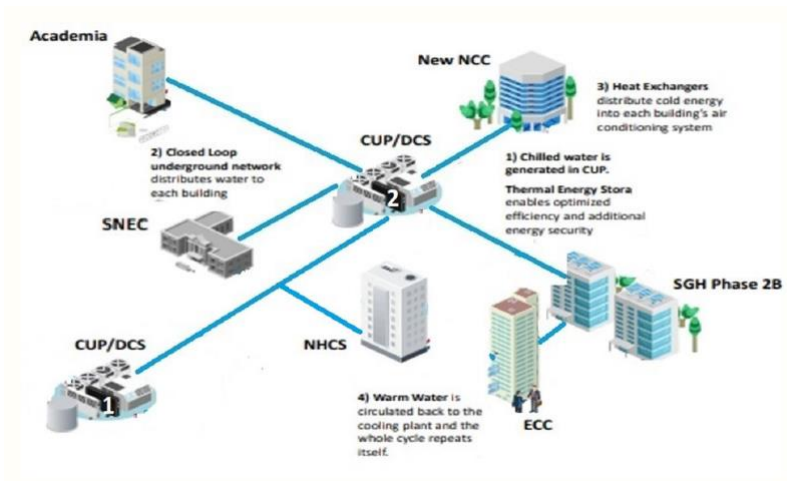 Academia
New NCC
3) Heat Exchangers
distribute cold energy
into each building's air
conditioning system
CUP/DCS
2) Closed Loop
underground network
distributes water to
each building
1) Chilled water is
generated in CUP.
Thermal Energy Stora
enables optimized
efficiency and additional
energy security
2
SNEC
SGH Phase 2B
CUP/DCS
NHCS
1
4) Warm Water is
circulated back to the
cooling plant and the
whole cycle repeats
itself.
ECC